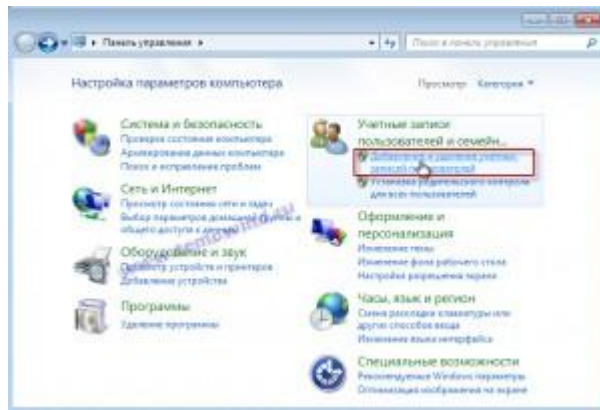 Панель управления
Поиск в панели управления
Настройка параметров компьютера
Просмотр: Категория
Система и безопасность
Проверка состояния компьютера
Архивирование данных компьютера
Поиск и исправление проблем
Сеть и Интернет
Просмотр состояния сети и задач
Выбор параметров домашней группы и
общего доступа к данным
Оборудование и звук
Просмотр устройств и принтеров
Добавление устройства
Программы
Удаление программы
Учетные записи
пользователей и семейн...
Добавление и удаление учетных
записей пользователей
Установка родительского контроля
для всех пользователей
Оформление и
персонализация
Изменение темы
Изменение фона рабочего стола
Настройка разрешения экрана
Часы, язык и регион
Смена раскладки клавиатуры или
других способов ввода
Изменение языка интерфейса
Специальные возможности
Рекомендуемые Windows параметры
Оптимизация изображения на экране